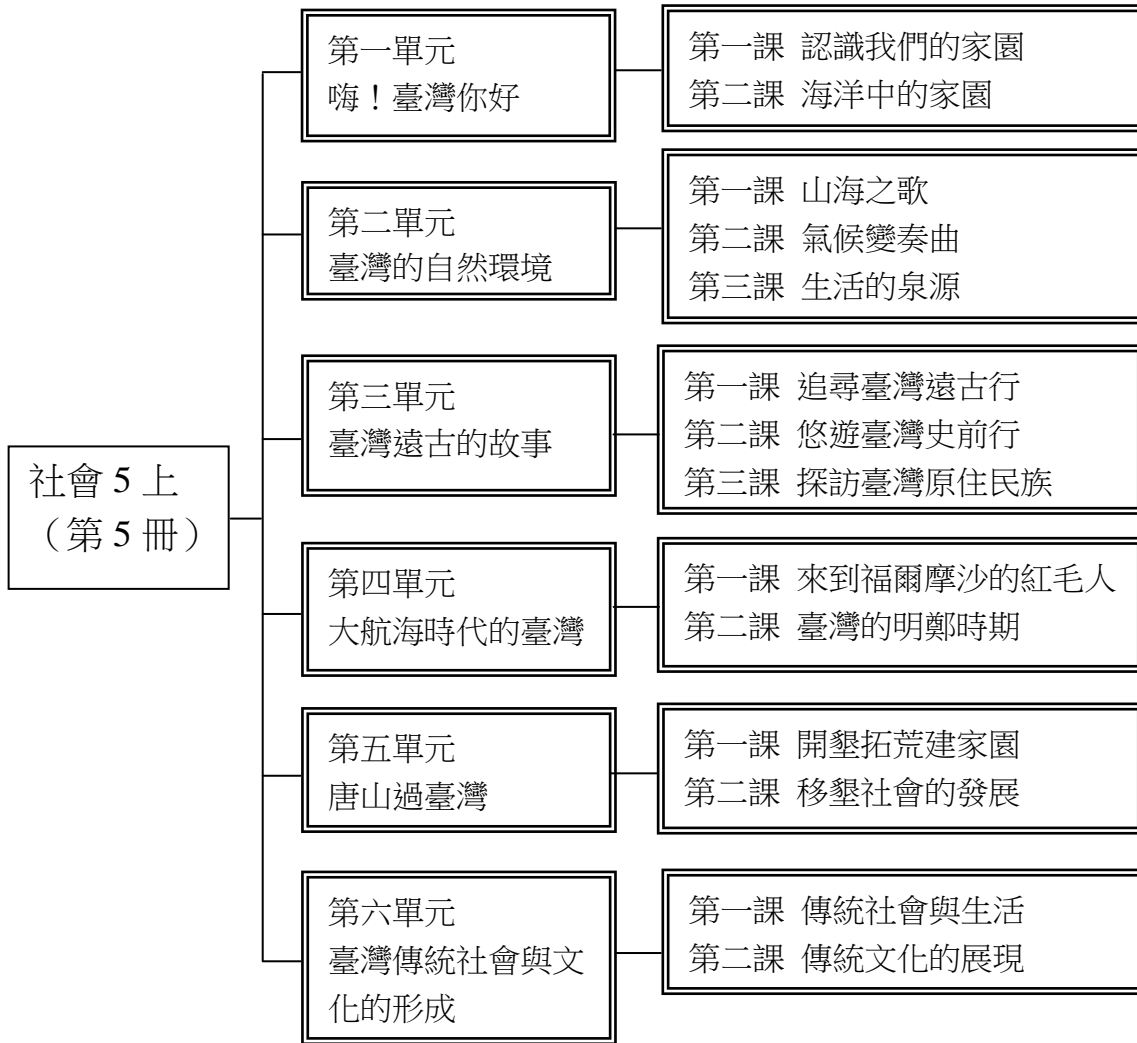 社會 5 上
（第 5 冊）
第一單元
嗨！臺灣你好
第一課 認識我們的家園
第二課 海洋中的家園
第二單元
臺灣的自然環境
第一課 山海之歌
第二課 氣候變奏曲
第三課 生活的泉源
第三單元
臺灣遠古的故事
第一課 追尋臺灣遠古行
第二課 悠遊臺灣史前行
第三課 探訪臺灣原住民族
第四單元
大航海時代的臺灣
第一課 來到福爾摩沙的紅毛人
第二課 臺灣的明鄭時期
第五單元
唐山過臺灣
第一課 開墾拓荒建家園
第二課 移墾社會的發展
第六單元
臺灣傳統社會與文
化的形成
第一課 傳統社會與生活
第二課 傳統文化的展現